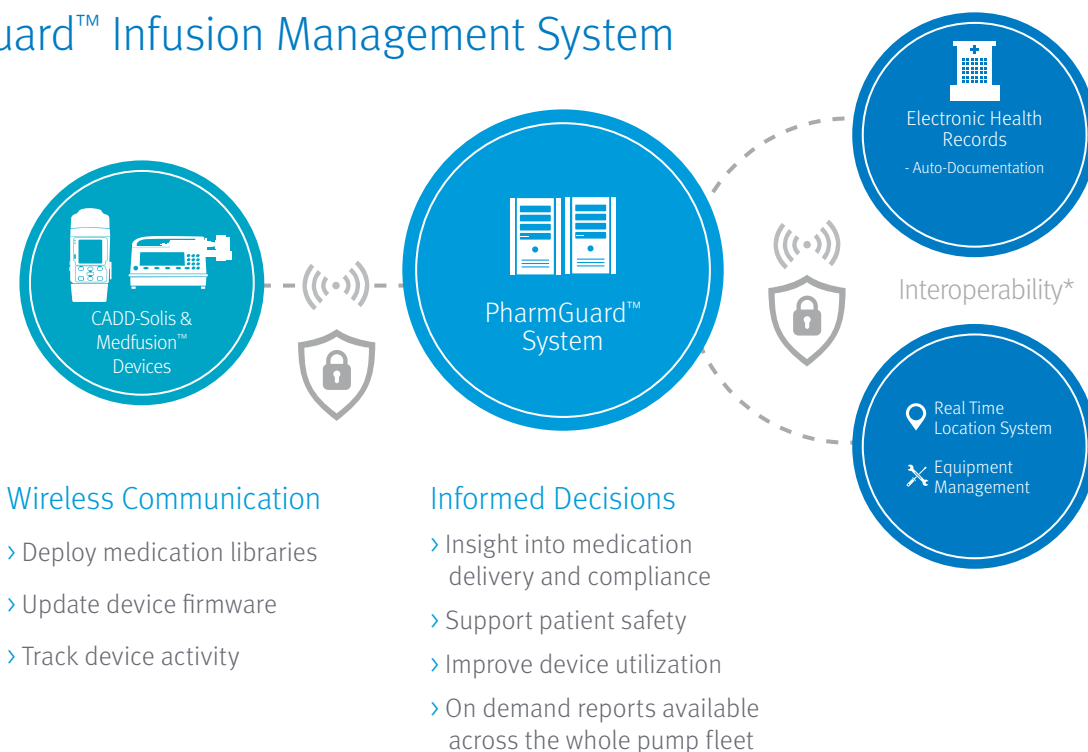 uard™ Infusion Management System
Electronic Health
Records
- Auto-Documentation
CADD-Solis &
Medfusion™
Devices
PharmGuard™
System
Interoperability*
Real Time
Location System
Equipment
Management
Wireless Communication
› Deploy medication libraries
› Update device firmware
› Track device activity
Informed Decisions
› Insight into medication
delivery and compliance
› Support patient safety
› Improve device utilization
› On demand reports available
across the whole pump fleet